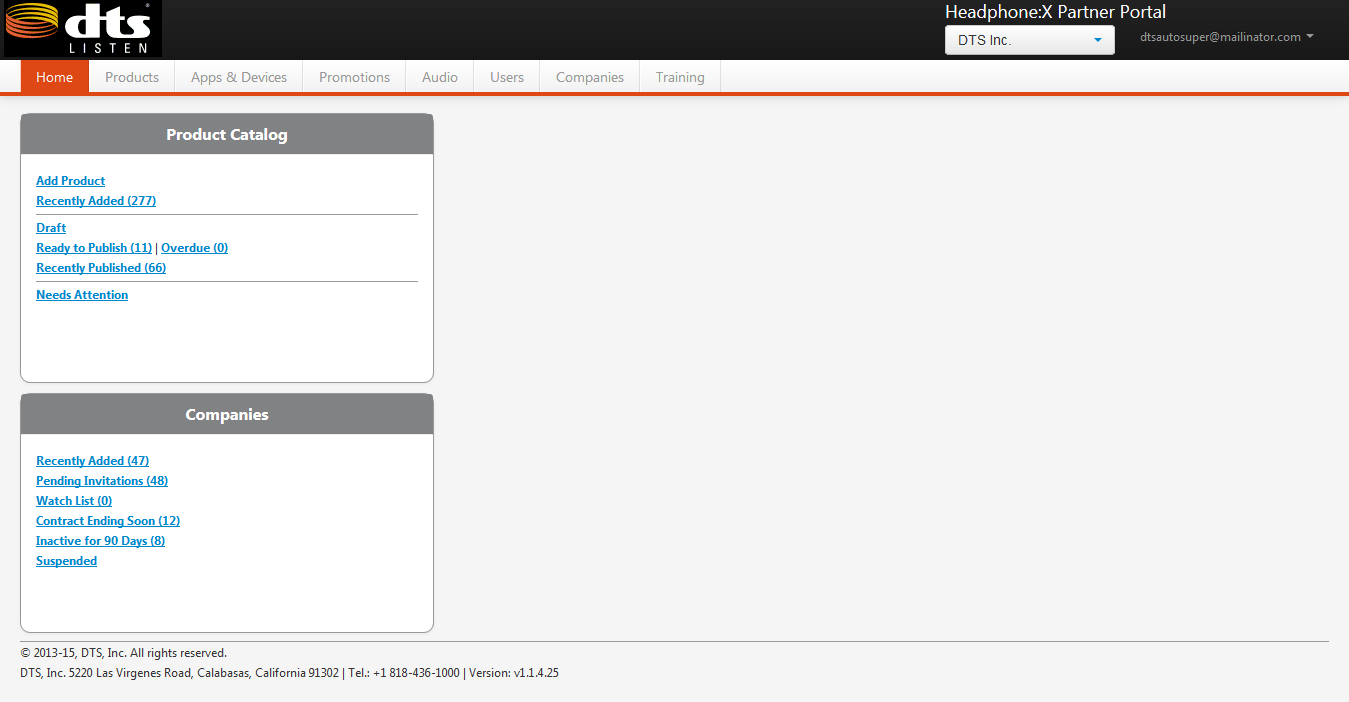 dts®
LISTEN
Headphone:X Partner Portal
DTS Inc.
dtsautosuper@mailinator.com
Home Products Apps & Devices Promotions Audio Users Companies Training
Product Catalog
Add Product
Recently Added (277)
Draft
Ready to Publish (11) | Overdue (0)
Recently Published (66)
Needs Attention
Companies
Recently Added (47)
Pending Invitations (48)
Watch List (0)
Contract Ending Soon (12)
Inactive for 90 Days (8)
Suspended
© 2013-15, DTS, Inc. All rights reserved.
DTS, Inc. 5220 Las Virgenes Road, Calabasas, California 91302 | Tel.: +1 818-436-1000 | Version: v1.1.4.25